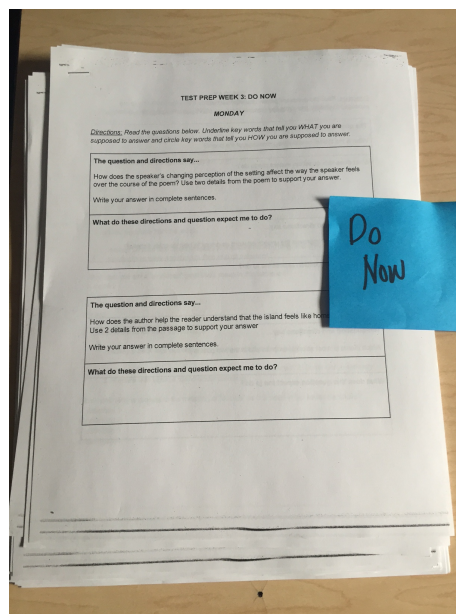 TEST PREP WEEK 3: DO NOW
MONDAY
Directions: Read the questions below. Underline key words that tell you WHAT you are
supposed to answer and circle key words that tell you HOW you are supposed to answer.
The question and directions say...
How does the speaker's changing perception of the setting affect the way the speaker feels
over the course of the poem? Use two details from the poem to support your answer.
Write your answer in complete sentences.
What do these directions and question expect me to do?
Do
Now
The question and directions say...
How does the author help the reader understand that the island feels like
Use 2 details from the passage to support your answer
Write your answer in complete sentences.
What do these directions and question expect me to do?